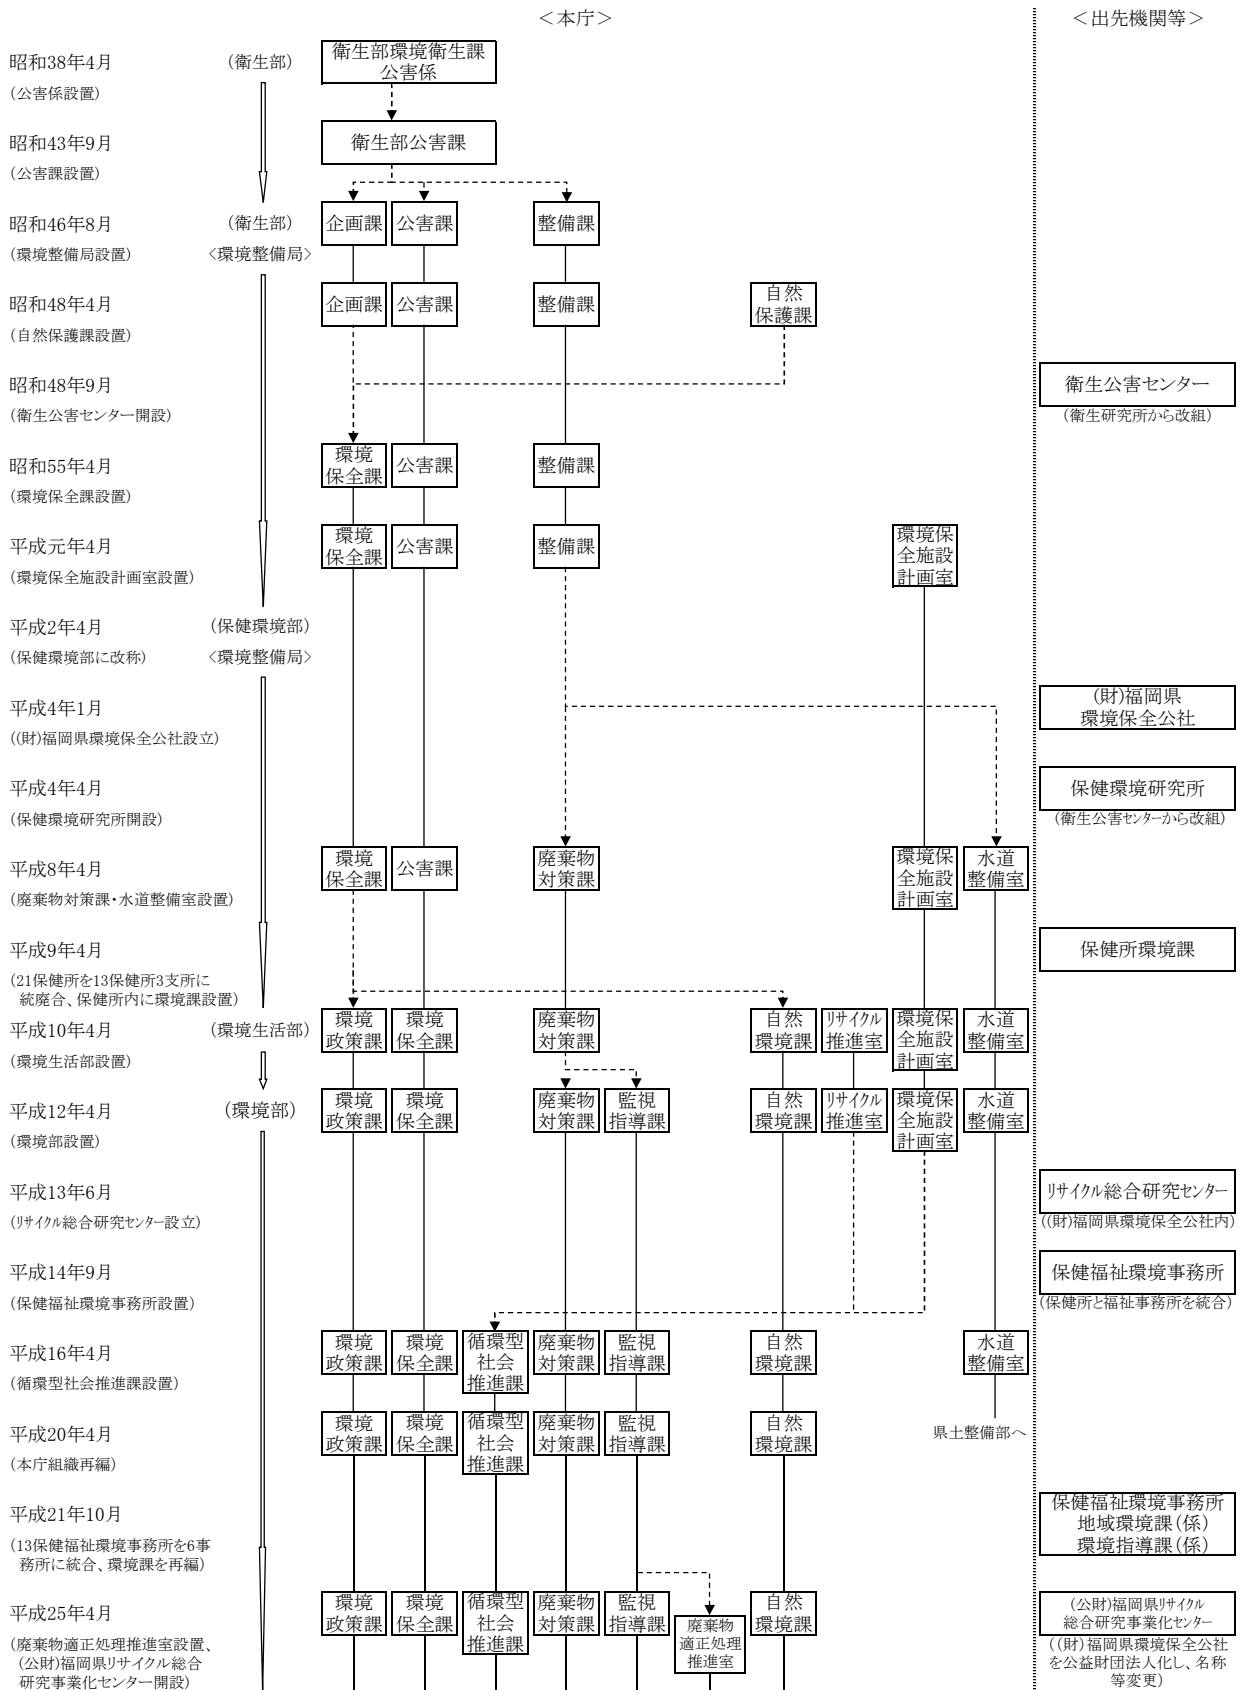 ＜本庁＞
＜出先機関等＞
昭和38年4月
(衛生部)
衛生部環境衛生課
公害係
(公害係設置)
昭和43年9月
衛生部公害課
(公害課設置)
昭和46年8月
(衛生部)
企画課
公害課
整備課
(環境整備局設置)
＜環境整備局＞
昭和48年4月
企画課
公害課
整備課
自然
保護課
(自然保護課設置)
昭和48年9月
衛生公害センター
(衛生公害センター開設)
(衛生研究所から改組)
昭和55年4月
環境
保全課
公害課
整備課
(環境保全課設置)
平成元年4月
環境
保全課
公害課
整備課
環境保
全施設
計画室
(環境保全施設計画室設置)
平成2年4月
(保健環境部)
(保健環境部に改称)
＜環境整備局＞
平成4年1月
(財)福岡県
環境保全公社
((財)福岡県環境保全公社設立)
平成4年4月
保健環境研究所
(保健環境研究所開設)
(衛生公害センターから改組)
平成8年4月
環境
保全課
公害課
廃棄物
対策課
環境保
全施設
計画室
水道
整備室
(廃棄物対策課・水道整備室設置)
平成9年4月
保健所環境課
(21保健所を13保健所3支所に
統廃合、保健所内に環境課設置)
平成10年4月
(環境生活部)
環境
政策課
環境
保全課
廃棄物
対策課
自然
環境課
リサイクル
推進室
環境保
全施設
計画室
水道
整備室
(環境生活部設置)
平成12年4月
(環境部)
環境
政策課
環境
保全課
廃棄物
対策課
監視
指導課
自然
環境課
リサイクル
推進室
環境保
全施設
計画室
水道
整備室
(環境部設置)
平成13年6月
リサイクル総合研究センター
(リサイクル総合研究センター設立)
((財)福岡県環境保全公社内)
平成14年9月
保健福祉環境事務所
(保健福祉環境事務所設置)
(保健所と福祉事務所を統合)
平成16年4月
環境
政策課
環境
保全課
循環型
社会
推進課
廃棄物
対策課
監視
指導課
自然
環境課
水道
整備室
(循環型社会推進課設置)
平成20年4月
環境
政策課
環境
保全課
循環型
社会
推進課
廃棄物
対策課
監視
指導課
自然
環境課
県土整備部へ
(本庁組織再編)
平成21年10月
保健福祉環境事務所
地域環境課(係)
環境指導課(係)
(13保健福祉環境事務所を6事
務所に統合、環境課を再編)
平成25年4月
環境
政策課
環境
保全課
循環型
社会
推進課
廃棄物
対策課
監視
指導課
廃棄物
適正処理
推進室
自然
環境課
(公財)福岡県リサイクル
総合研究事業化センター
(廃棄物適正処理推進室設置、
(公財)福岡県リサイクル総合
研究事業化センター開設)
((財)福岡県環境保全公社
を公益財団法人化し、名称
等変更)